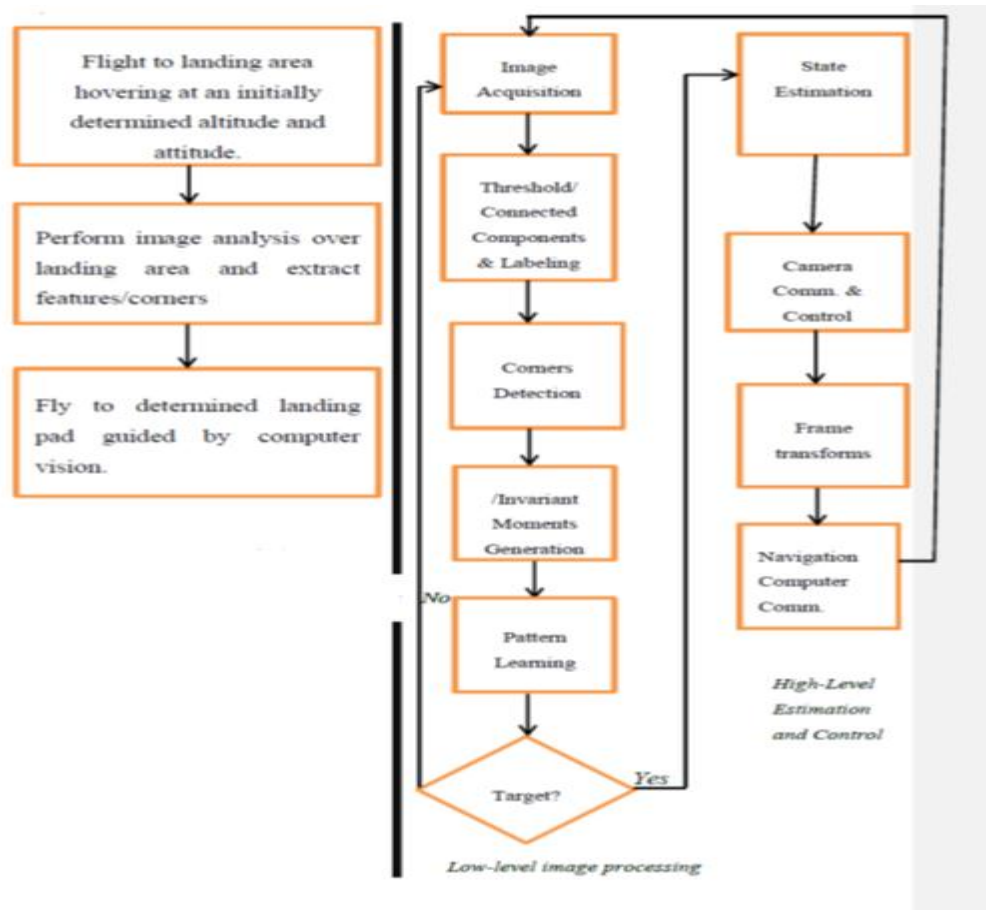 Flight to landing area
hovering at an initially
determined altitude and
attitude.
Perform image analysis over
landing area and extract
features/corners
Fly to determined landing
pad guided by computer
vision.
Image
Acquisition
Threshold/
Connected
Components
& Labeling
Corners
Detection
/Invariant
Moments
Generation
No
Pattern
Learning
Target?
Yes
Low-level image processing
State
Estimation
Camera
Comm. &
Control
Frame
transforms
Navigation
Computer
Comm.
High-Level
Estimation
and Control